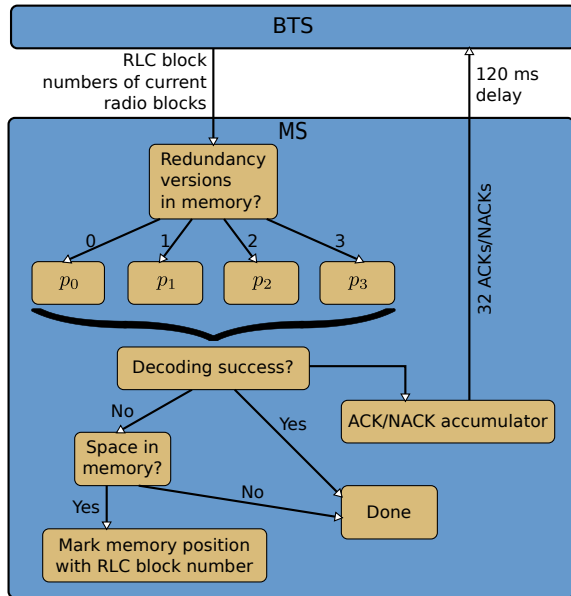 BTS
RLC block
numbers of current
radio blocks
120 ms
delay
MS
Redundancy
versions
in memory?
0
1
2
3
p₀
p₁
p₂
p₃
32 ACKs/NACKs
Decoding success?
ACK/NACK accumulator
No
Yes
Space in
memory?
No
Yes
Done
Mark memory position
with RLC block number